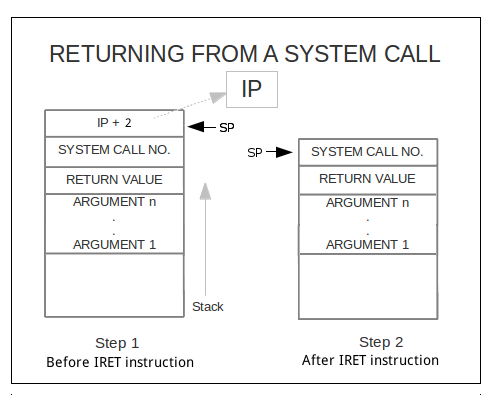 RETURNING FROM A SYSTEM CALL
IP
IP + 2
SP
SYSTEM CALL NO.
RETURN VALUE
ARGUMENT n
.
.
ARGUMENT 1
Stack
SP
SYSTEM CALL NO.
RETURN VALUE
ARGUMENT n
.
.
ARGUMENT 1
Step 1
Before IRET instruction
Step 2
After IRET instruction